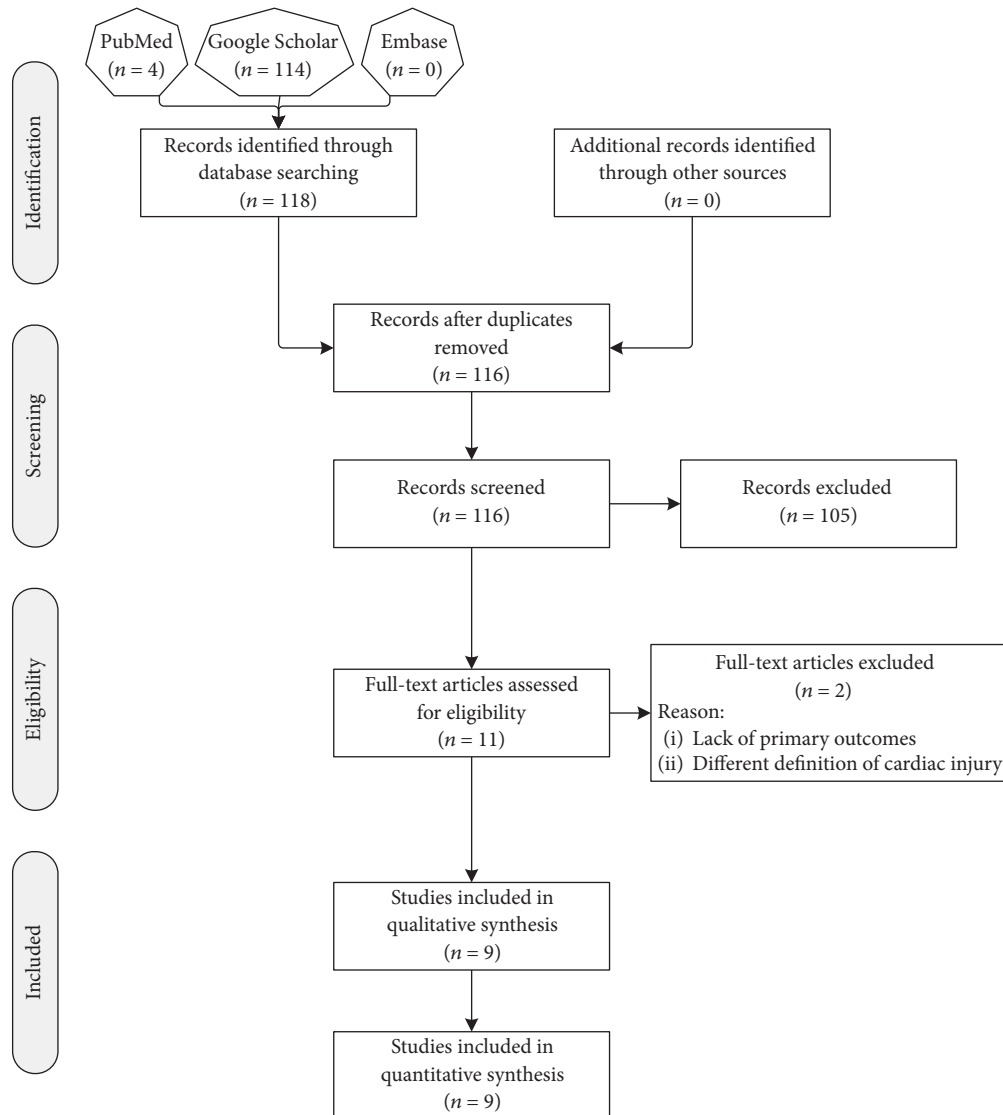 PubMed
(n = 4)
Google Scholar
(n = 114)
Embase
(n = 0)
Identification
Records identified through
database searching
(n = 118)
Additional records identified
through other sources
(n = 0)
Screening
Records after duplicates
removed
(n = 116)
Records screened
(n = 116)
Records excluded
(n = 105)
Eligibility
Full-text articles assessed
for eligibility
(n = 11)
Full-text articles excluded
(n = 2)
Reason:
(i) Lack of primary outcomes
(ii) Different definition of cardiac injury
Included
Studies included in
qualitative synthesis
(n = 9)
Studies included in
quantitative synthesis
(n = 9)